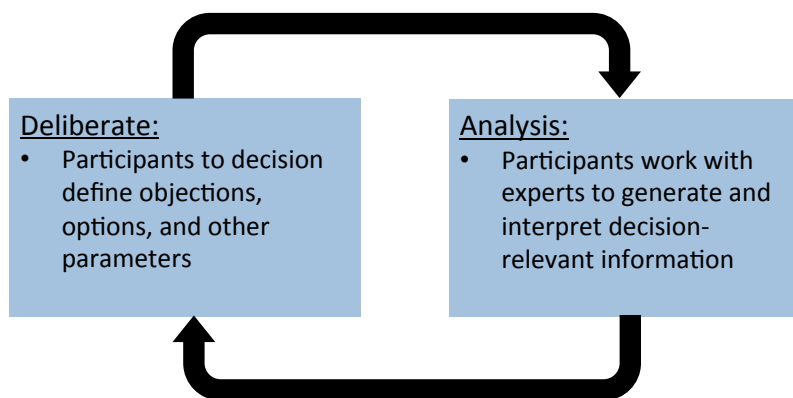 Deliberate:
• Participants to decision
define objections,
options, and other
parameters
Analysis:
• Participants work with
experts to generate and
interpret decision-
relevant information